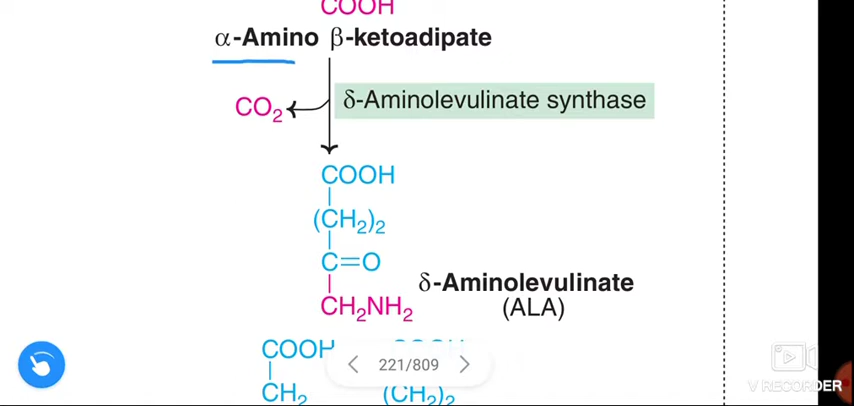 COOH
α-Amino β-ketoadipate
CO₂
δ-Aminolevulinate synthase
COOH
(CH₂)₂
C=O
δ-Aminolevulinate
CH₂NH₂
(ALA)
COOH
221/809
CH₂
(CH₂)₂
V RECORDER